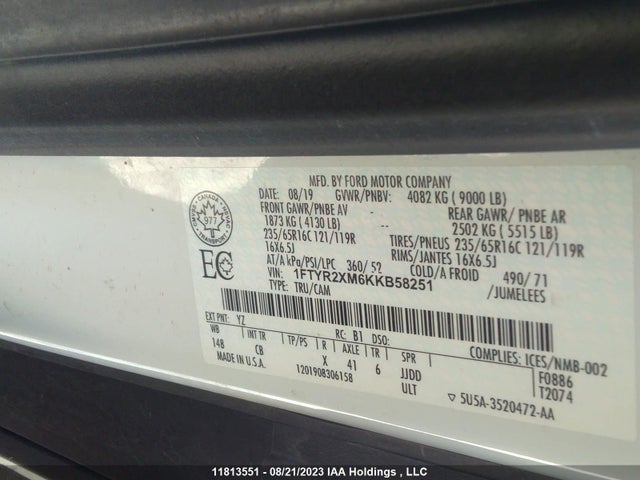 MFD. BY FORD MOTOR COMPANY
DATE: 08/19 GVWR/PNBV: 4082 KG ( 9000 LB)
FRONT GAWR/PNBE AV REAR GAWR/ PNBE AR
1873 KG ( 4130 LB) -- 2502 KG ( 5515 LB)
235/65R16C 121/119R TIRES/PNEUS 235/65R16C 121/119R
16X6.5J RIMS/JANTES 16X6.5J
AT/A kPa/PSI/LPC 360/ 52 COLD/A FROID 490/ 71
VIN: 1FTYR2XM6KKB58251 /JUMELEES
TYPE: TRU/CAM
CANADA
977
TRANSPORT
EC
EXT PNT: YZ RC: B1 DSO: COMPLIES: ICES/NMB-002
WB INT TR TP/PS R AXLE TR SPR F0886
148 CB X 41 6 JJDD T2074
MADE IN U.S.A. 1201908306158 ULT ▽ 5U5A-3520472-AA
11813551 - 08/21/2023 IAA Holdings , LLC